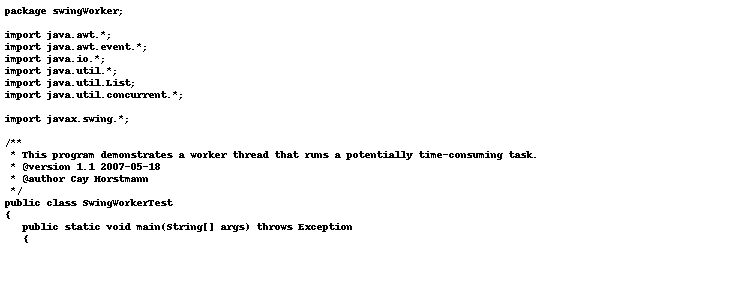 package swingWorker;
import java.awt.*;
import java.awt.event.*;
import java.io.*;
import java.util.*;
import java.util.List;
import java.util.concurrent.*;
import javax.swing.*;
/**
 * This program demonstrates a worker thread that runs a potentially time-consuming task.
 * @version 1.1 2007-05-18
 * @author Cay Horstmann
 */
public class SwingWorkerTest
{
   public static void main(String[] args) throws Exception
   {